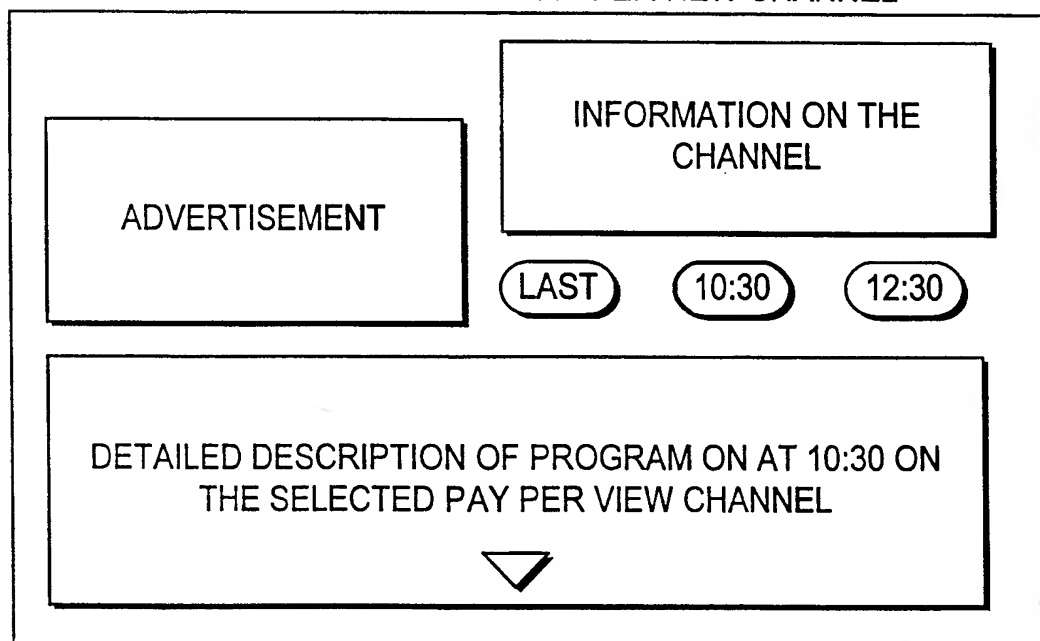 INFORMATION ON THE
CHANNEL
ADVERTISEMENT
LAST
10:30
12:30
DETAILED DESCRIPTION OF PROGRAM ON AT 10:30 ON
THE SELECTED PAY PER VIEW CHANNEL